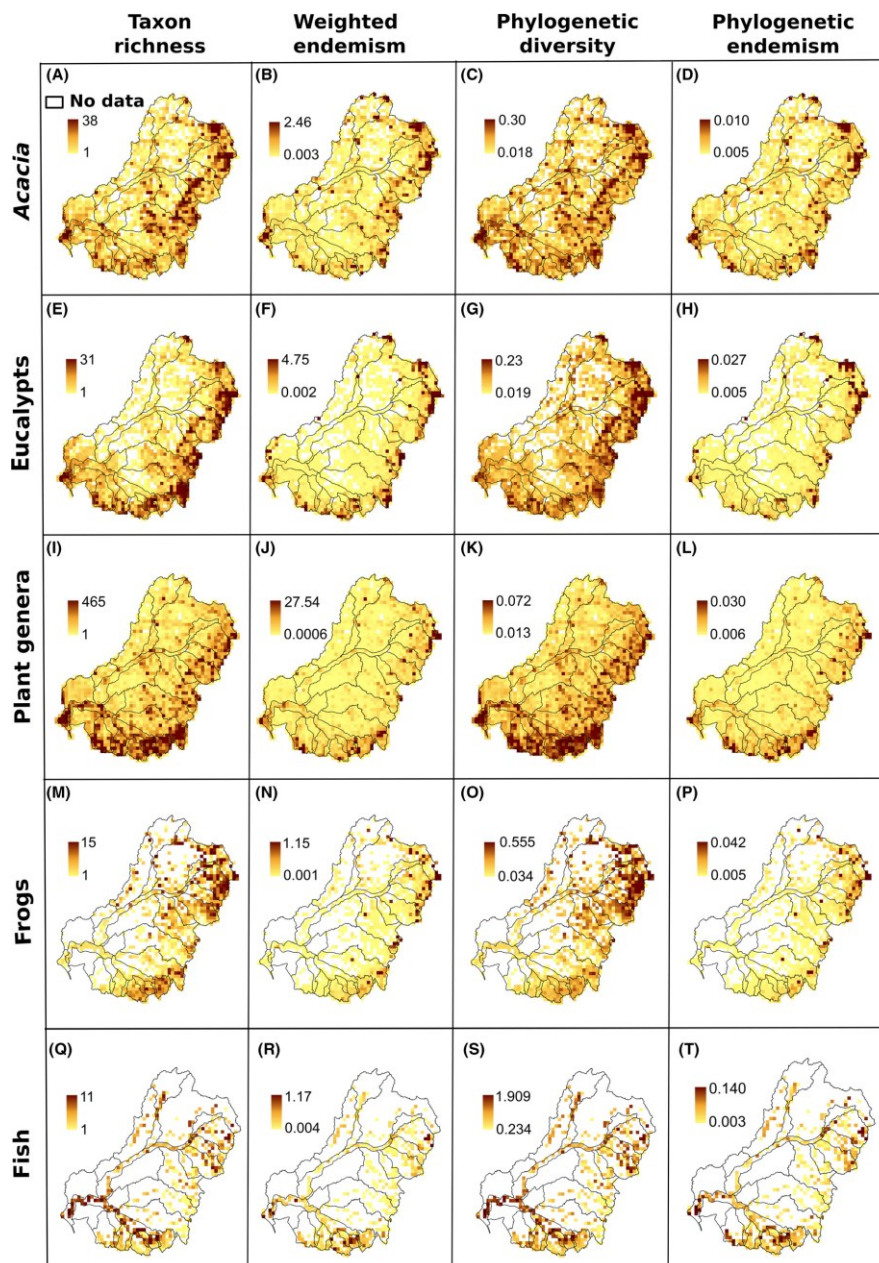 Taxon richness
Weighted endemism
Phylogenetic diversity
Phylogenetic endemism
Acacia
(A)
No data
38
1
(B)
2.46
0.003
(C)
0.30
0.018
(D)
0.010
0.005
Eucalypts
(E)
31
1
(F)
4.75
0.002
(G)
0.23
0.019
(H)
0.027
0.005
Plant genera
(I)
465
1
(J)
27.54
0.0006
(K)
0.072
0.013
(L)
0.030
0.006
Frogs
(M)
15
1
(N)
1.15
0.001
(O)
0.555
0.034
(P)
0.042
0.005
Fish
(Q)
11
1
(R)
1.17
0.004
(S)
1.909
0.234
(T)
0.140
0.003